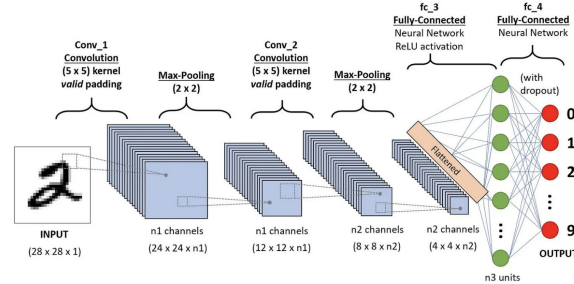 Conv_1
Convolution
(5 x 5) kernel
valid padding
Max-Pooling
(2 x 2)
Conv_2
Convolution
(5 x 5) kernel
valid padding
Max-Pooling
(2 x 2)
fc_3
Fully-Connected
Neural Network
ReLU activation
fc_4
Fully-Connected
Neural Network
(with
dropout)
Flattened
0
1
2
9
INPUT
(28 x 28 x 1)
n1 channels
(24 x 24 x n1)
n1 channels
(12 x 12 x n1)
n2 channels
(8 x 8 x n2)
n2 channels
(4 x 4 x n2)
n3 units
OUTPUT